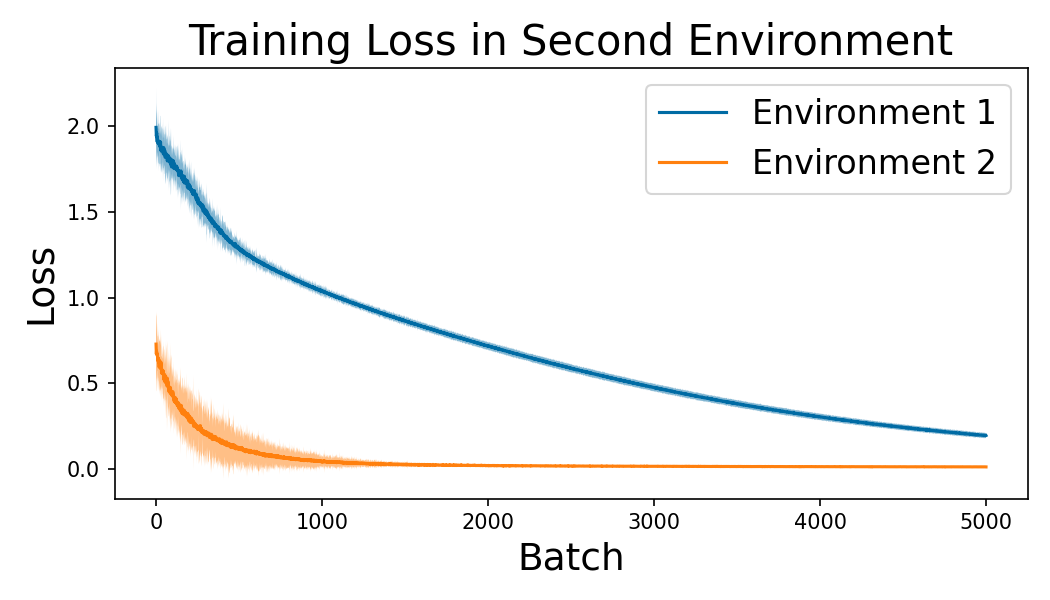 Training Loss in Second Environment
Environment 1
Environment 2
Loss
2.0
1.5
1.0
0.5
0.0
0 1000 2000 3000 4000 5000
Batch